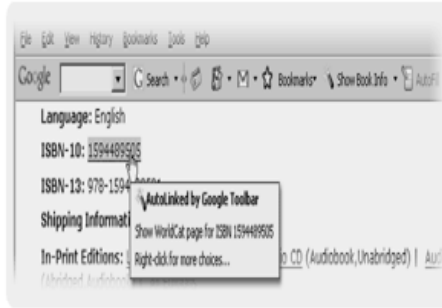 File Edit View History Bookmarks Tools Help
Google G Search M Bookmarks Show Book Info AutoFill
Language: English
ISBN-10: 1594489505
ISBN-13: 978-1594
AutoLinked by Google Toolbar
Shipping Informati
Show WorldCat page for ISBN 1594489505
In-Print Editions: Right-click for more choices... o CD (Audiobook,Unabridged) | Aud